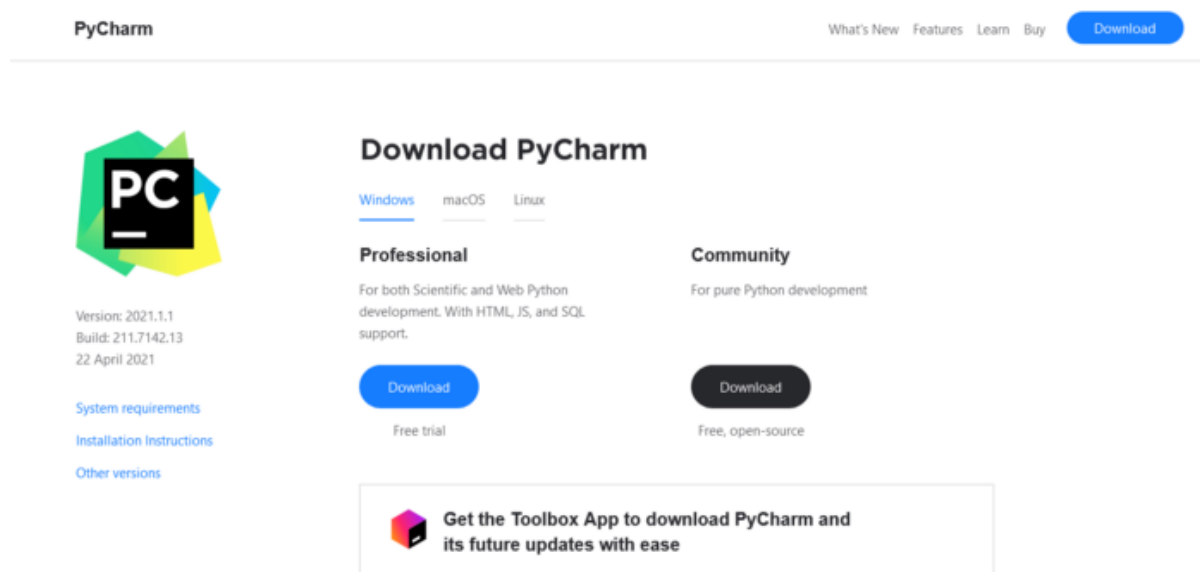 PyCharm
What's New Features Learn Buy Download
PC
Version: 2021.1.1
Build: 211.7142.13
22 April 2021
System requirements
Installation Instructions
Other versions
Download PyCharm
Windows macOS Linux
Professional
For both Scientific and Web Python
development. With HTML, JS, and SQL
support.
Download
Free trial
Community
For pure Python development
Download
Free, open-source
Get the Toolbox App to download PyCharm and
its future updates with ease